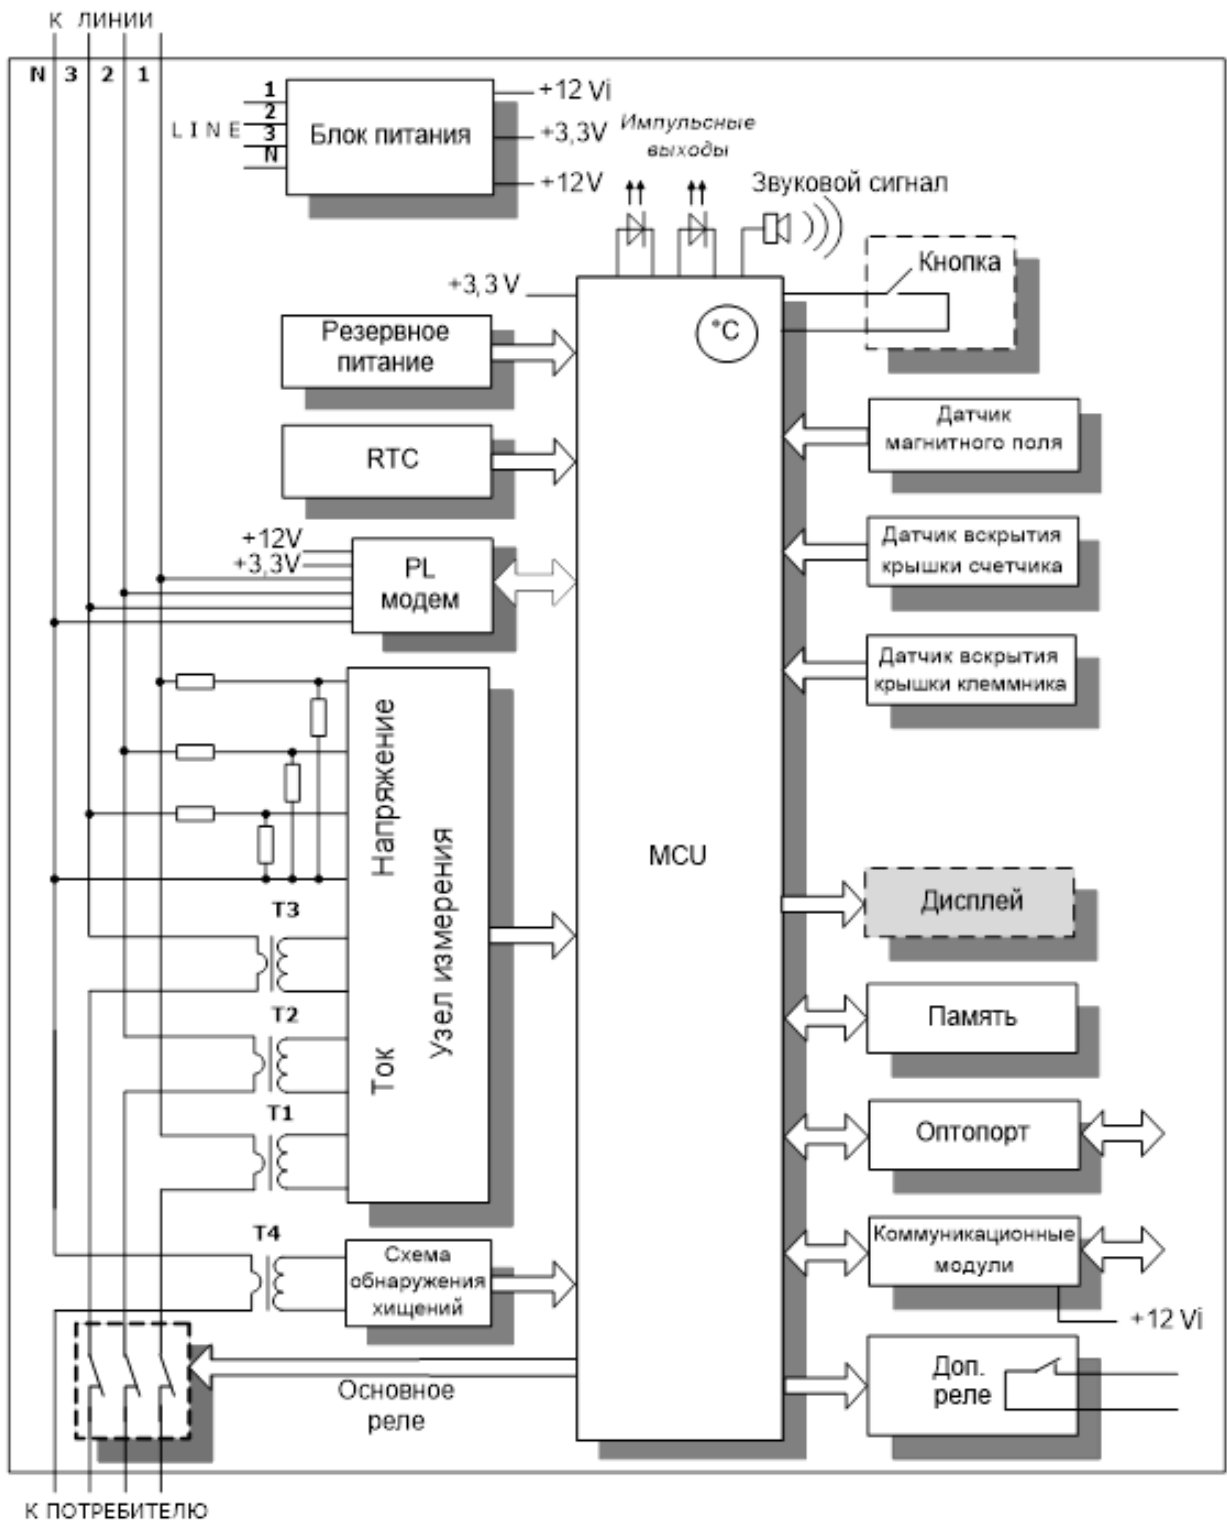 К ЛИНИИ
N 3 2 1
LINE
1
2
3
N
Блок питания
+12 Vi
+3,3V
+12V
Импульсные
выходы
Звуковой сигнал
Кнопка
+3,3 V
°C
Резервное
питание
RTC
Датчик
магнитного поля
+12V
+3,3V
PL
модем
Датчик вскрытия
крышки счетчика
Датчик вскрытия
крышки клеммника
Напряжение
Ток
Узел измерения
MCU
T3
T2
T1
T4
Дисплей
Память
Оптопорт
Коммуникационные
модули
+12 Vi
Схема
обнаружения
хищений
Основное
реле
Доп.
реле
К ПОТРЕБИТЕЛЮ